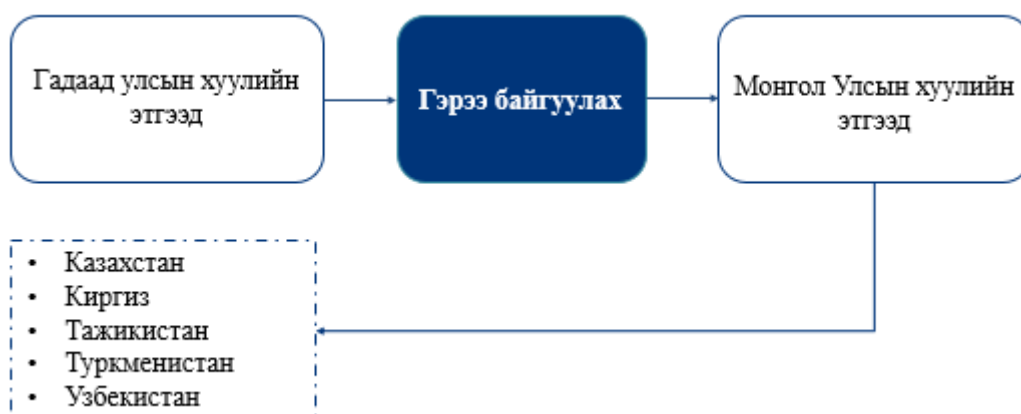 Гадаад улсын хуулийн
этгээд
Гэрээ байгуулах
Монгол Улсын хуулийн
этгээд
• Казахстан
• Киргиз
• Тажикистан
• Туркменистан
• Узбекистан